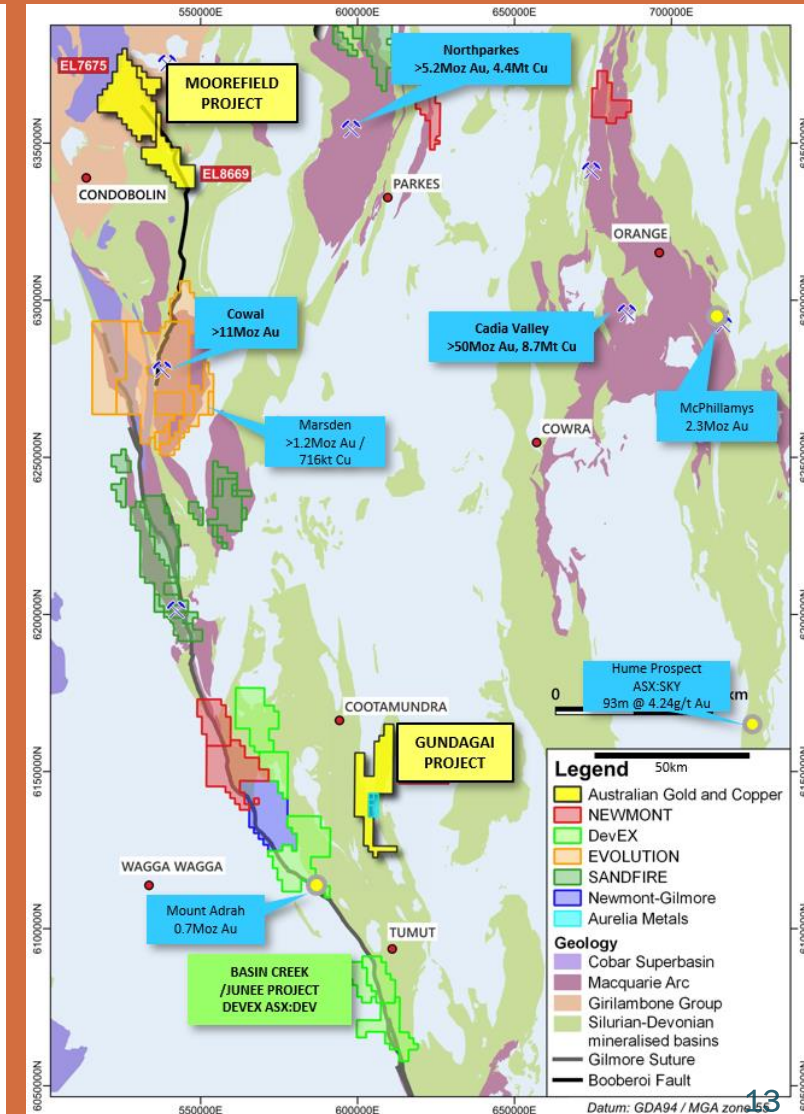 550000E
600000E
650000E
700000E
EL7675
MOOREFIELD
PROJECT
Northparkes
>5.2Moz Au, 4.4Mt Cu
6350000N
EL8669
CONDOBOLIN
PARKES
ORANGE
6300000N
Cowal
>11Moz Au
Cadia Valley
>50Moz Au, 8.7Mt Cu
McPhillamys
2.3Moz Au
Marsden
>1.2Moz Au /
716kt Cu
COWRA
6250000N
6200000N
Hume Prospect
ASX:SKY
93m @ 4.24g/t Au
0
COOTAMUNDRA
GUNDAGAI
PROJECT
6150000N
50km
Legend
Australian Gold and Copper
NEWMONT
DevEX
EVOLUTION
SANDFIRE
Newmont-Gilmore
Aurelia Metals
Geology
Cobar Superbasin
Macquarie Arc
Girilambone Group
Silurian-Devonian
mineralised basins
Gilmore Suture
Booberoi Fault
WAGGA WAGGA
Mount Adrah
0.7Moz Au
TUMUT
6100000N
BASIN CREEK
/JUNEE PROJECT
DEVEX ASX:DEV
6050000N
550000E
600000E
650000E
Datum: GDA94 / MGA zone
13